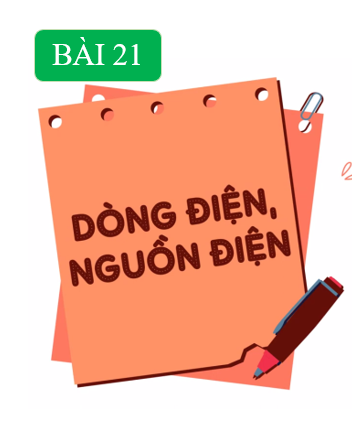 BÀI 21
DÒNG ĐIỆN,
NGUỒN ĐIỆN